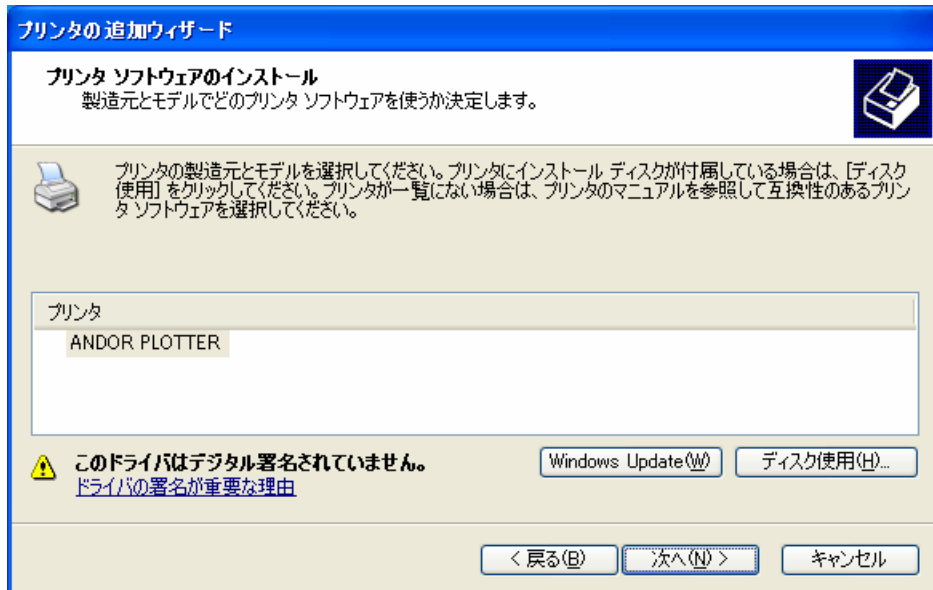 プリンタの追加ウィザード
プリンタ ソフトウェアのインストール
製造元とモデルでどのプリンタ ソフトウェアを使うか決定します。
プリンタの製造元とモデルを選択してください。プリンタにインストール ディスクが付属している場合は、[ディスク
使用] をクリックしてください。プリンタが一覧にない場合は、プリンタのマニュアルを参照して互換性のあるプリン
タ ソフトウェアを選択してください。
プリンタ
ANDOR PLOTTER
このドライバはデジタル署名されていません。
Windows Update(W)
ディスク使用(H)...
ドライバの署名が重要な理由
< 戻る(B)
次へ(N) >
キャンセル